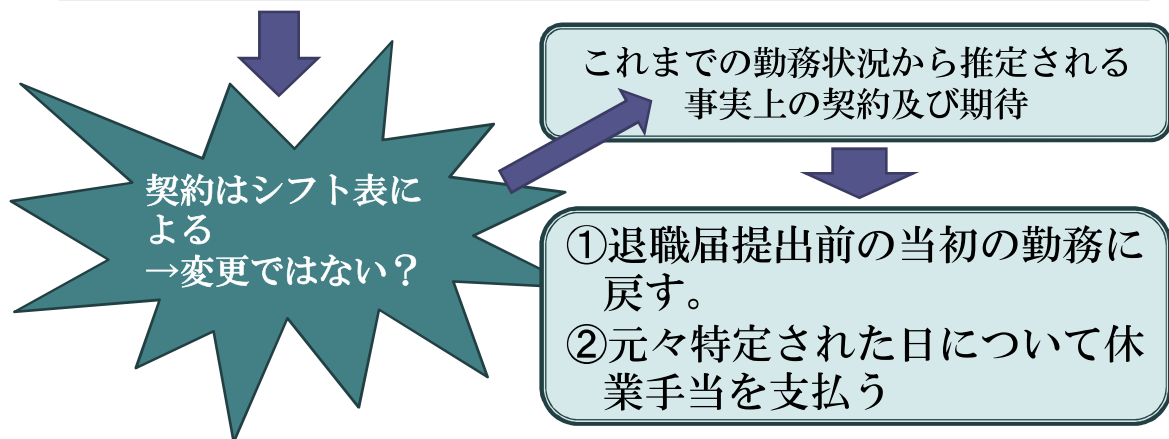 これまでの勤務状況から推定される
事実上の契約及び期待
契約はシフト表に
よる
→変更ではない？
①退職届提出前の当初の勤務に
戻す。
②元々特定された日について休
業手当を支払う